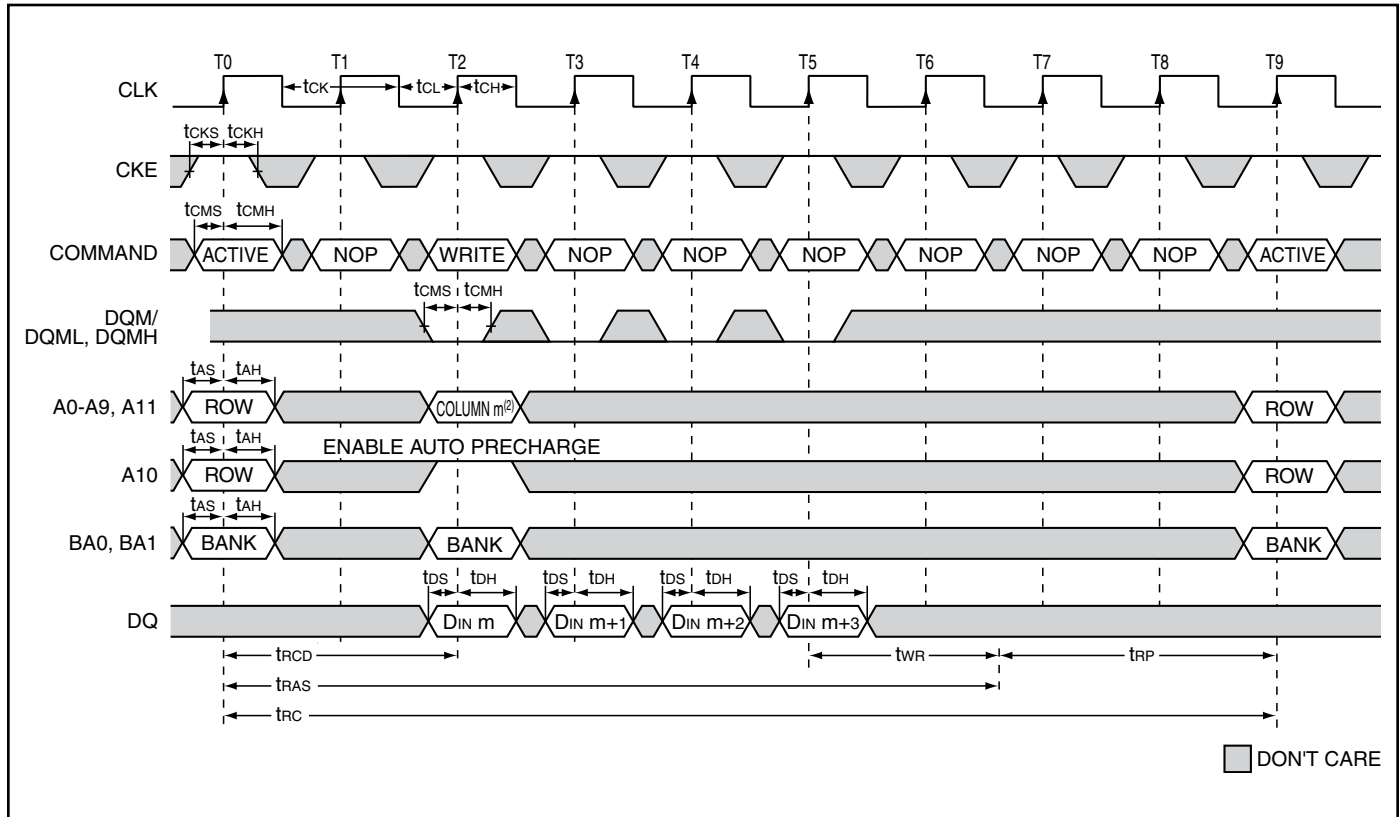 T0 T1 T2 T3 T4 T5 T6 T7 T8 T9
CLK tCK tCL tCH
tCKS tCKH
CKE
tCMS tCMH
COMMAND ACTIVE NOP WRITE NOP NOP NOP NOP NOP NOP ACTIVE
tCMS tCMH
DQM/
DQML, DQMH
tAS tAH
A0-A9, A11 ROW COLUMN m(2) ROW
tAS tAH ENABLE AUTO PRECHARGE
A10 ROW ROW
tAS tAH
BA0, BA1 BANK BANK BANK
tDS tDH tDS tDH tDS tDH tDS tDH
DQ DIN m DIN m+1 DIN m+2 DIN m+3
tRCD tWR tRP
tRAS
tRC
DON'T CARE